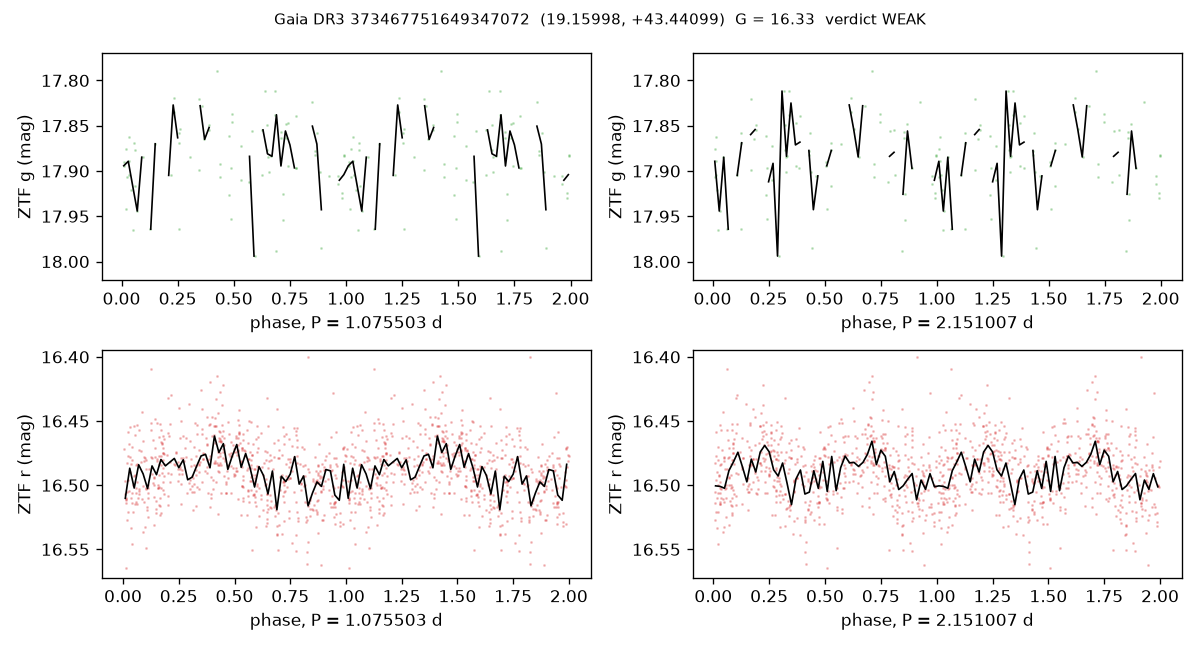 Gaia DR3 373467751649347072 (19.15998, +43.44099) G = 16.33 verdict WEAK
ZTF g (mag)
17.80
17.85
17.90
17.95
18.00
0.00 0.25 0.50 0.75 1.00 1.25 1.50 1.75 2.00
phase, P = 1.075503 d
ZTF g (mag)
17.80
17.85
17.90
17.95
18.00
0.00 0.25 0.50 0.75 1.00 1.25 1.50 1.75 2.00
phase, P = 2.151007 d
ZTF r (mag)
16.40
16.45
16.50
16.55
0.00 0.25 0.50 0.75 1.00 1.25 1.50 1.75 2.00
phase, P = 1.075503 d
ZTF r (mag)
16.40
16.45
16.50
16.55
0.00 0.25 0.50 0.75 1.00 1.25 1.50 1.75 2.00
phase, P = 2.151007 d